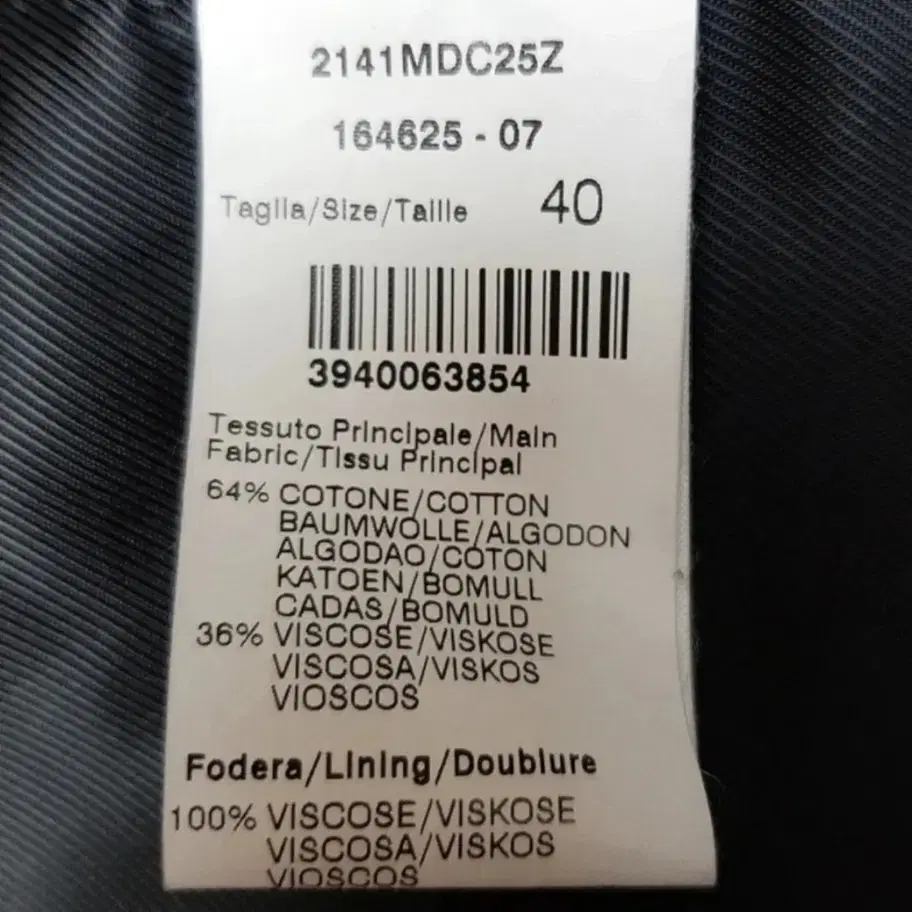 2141MDC25Z
164625 - 07
Taglia/Size/Taille 40
3940063854
Tessuto Principale/Main
Fabric/Tissu Principal
64% COTONE/COTTON
BAUMWOLLE/ALGODON
ALGODAO/COTON
KATOEN/BOMULL
CADAS/BOMULD
36% VISCOSE/VISKOSE
VISCOSA/VISKOS
VIOSCOS
Fodera/Lining/Doublure
100% VISCOSE/VISKOSE
VISCOSA/VISKOS
VIOSCOS